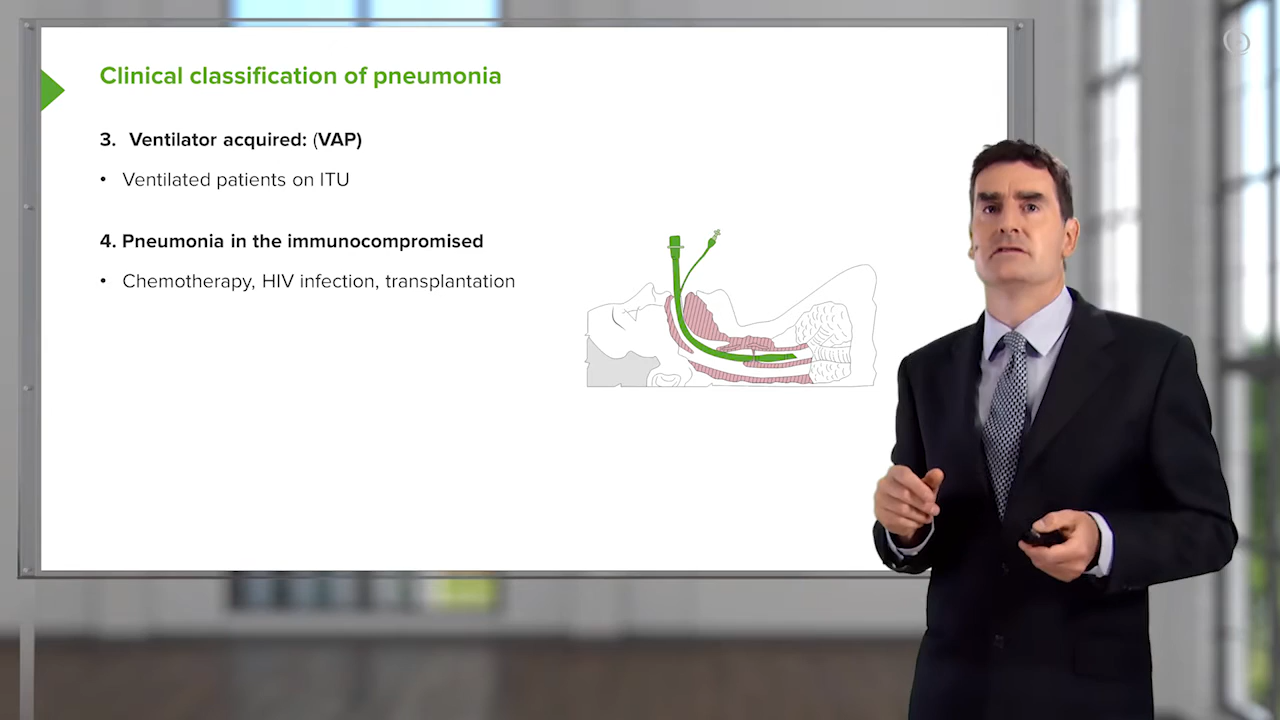 Clinical classification of pneumonia
3. Ventilator acquired: (VAP)
• Ventilated patients on ITU
4. Pneumonia in the immunocompromised
• Chemotherapy, HIV infection, transplantation